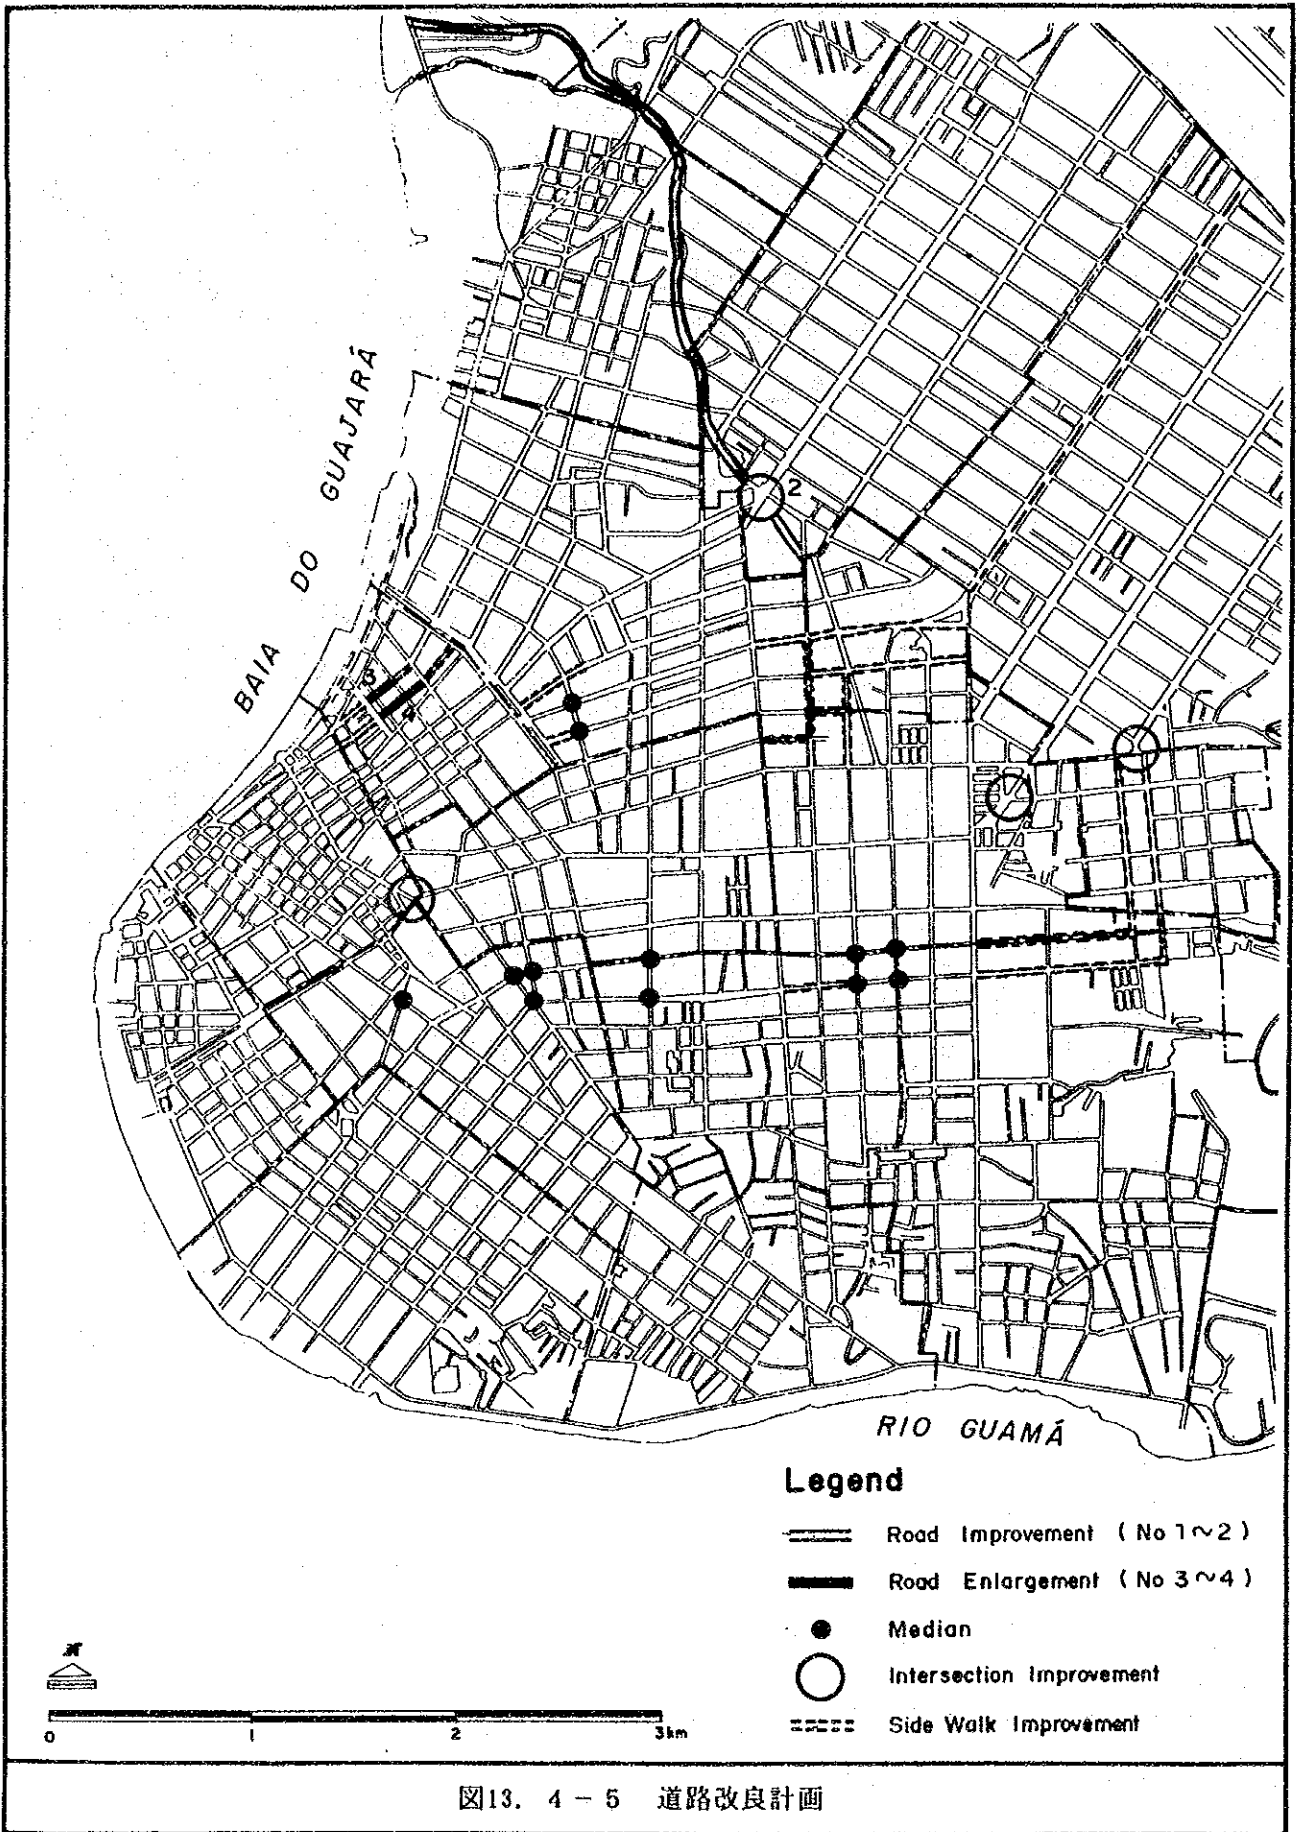 BAIA DO GUAJARÁ
2
3
4
RIO GUAMÁ
Legend
Road Improvement ( No 1~2 )
Road Enlargement ( No 3~4 )
Median
Intersection Improvement
Side Walk Improvement
N
0 1 2 3km
図13. 4-5 道路改良計画